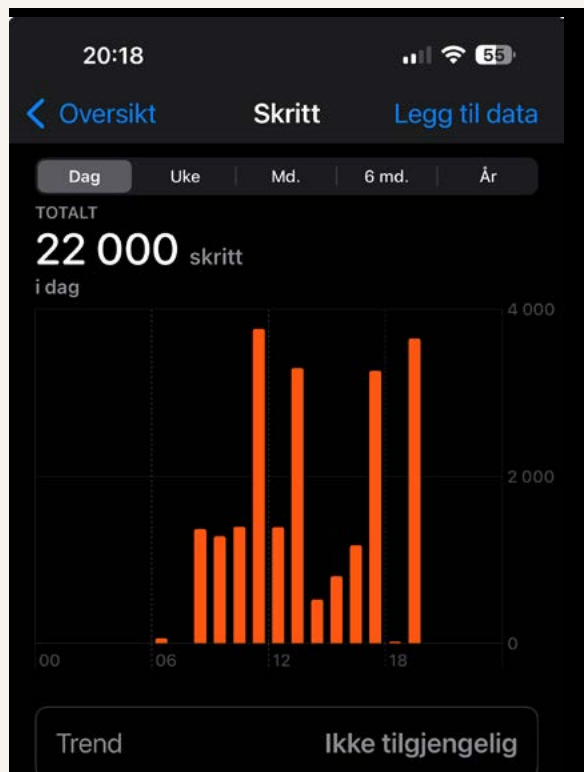 20:18 55
Oversikt Skritt Legg til data
Dag Uke Md. 6 md. År
TOTALT
22 000 skritt
i dag
4 000
2 000
0
00 06 12 18
Trend Ikke tilgjengelig